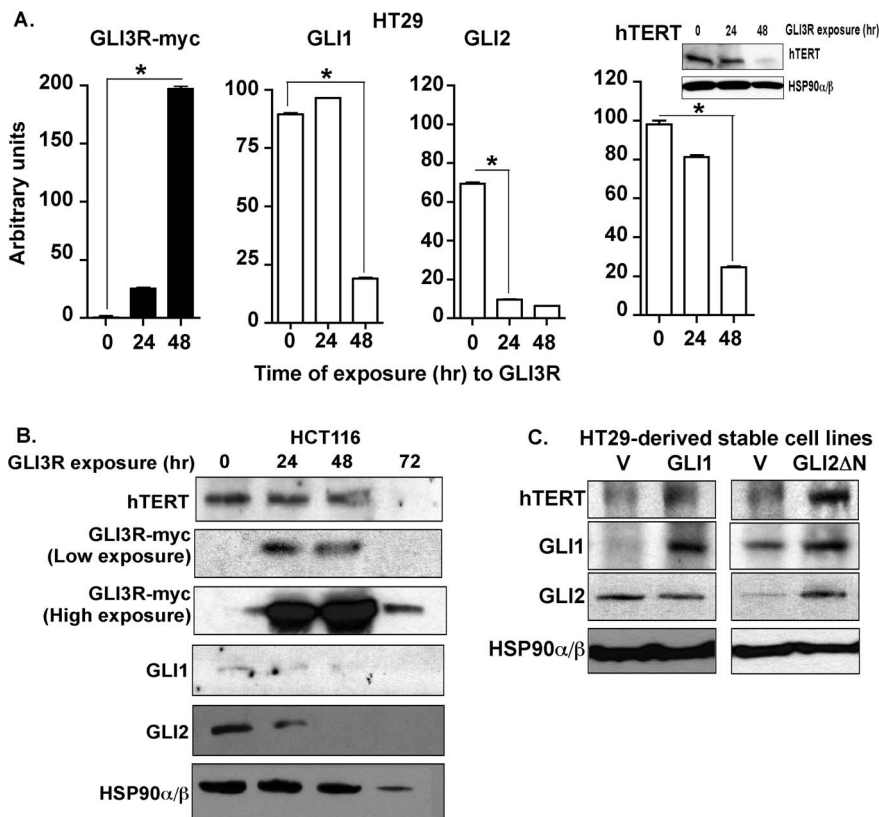 A.
HT29
GLI3R-myc
GLI1
GLI2
hTERT
0 24 48 GLI3R exposure (hr)
hTERT
HSP90α/β
Arbitrary units
200
150
100
50
0
100
75
50
25
0
80
60
40
20
0
120
100
80
60
40
20
0
*
*
*
*
0 24 48
0 24 48
0 24 48
0 24 48
Time of exposure (hr) to GLI3R
B.
HCT116
GLI3R exposure (hr) 0 24 48 72
hTERT
GLI3R-myc
(Low exposure)
GLI3R-myc
(High exposure)
GLI1
GLI2
HSP90α/β
C. HT29-derived stable cell lines
V GLI1 V GLI2ΔN
hTERT
GLI1
GLI2
HSP90α/β